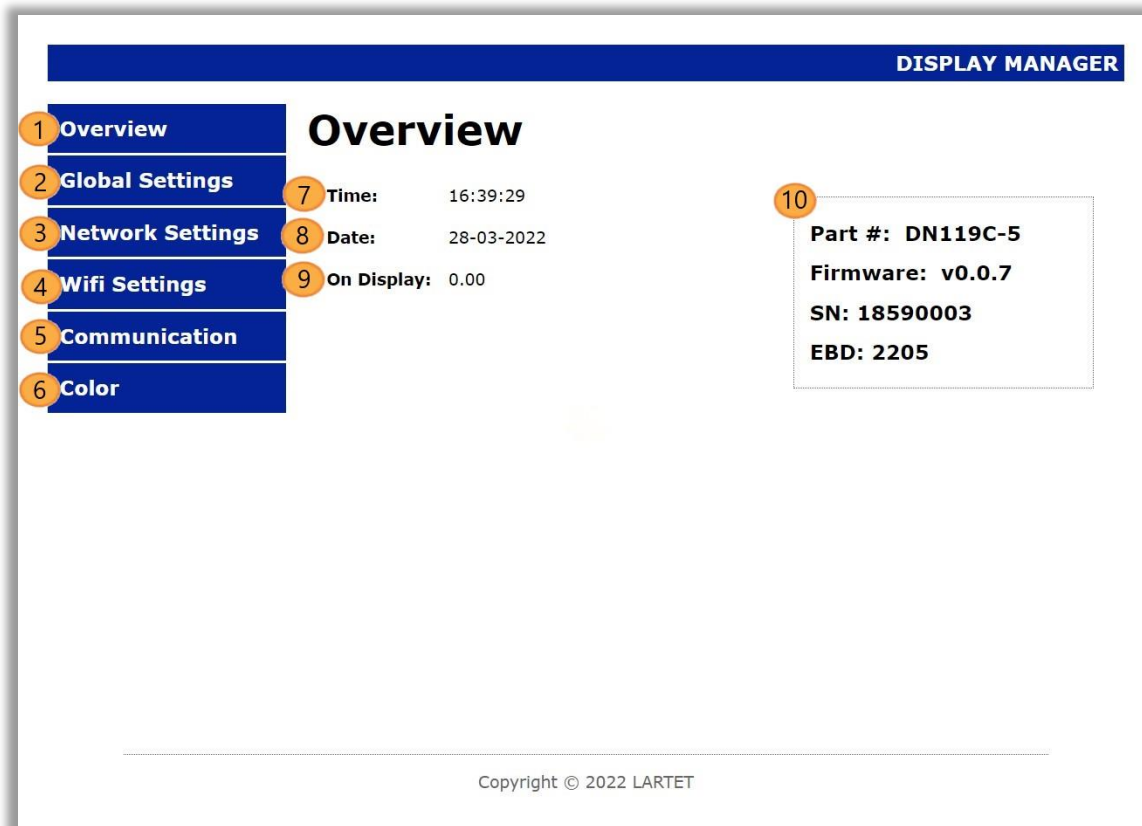 DISPLAY MANAGER
1 Overview
2 Global Settings
3 Network Settings
4 Wifi Settings
5 Communication
6 Color
Overview
7 Time: 16:39:29
8 Date: 28-03-2022
9 On Display: 0.00
10
Part #: DN119C-5
Firmware: v0.0.7
SN: 18590003
EBD: 2205
Copyright © 2022 LARTET